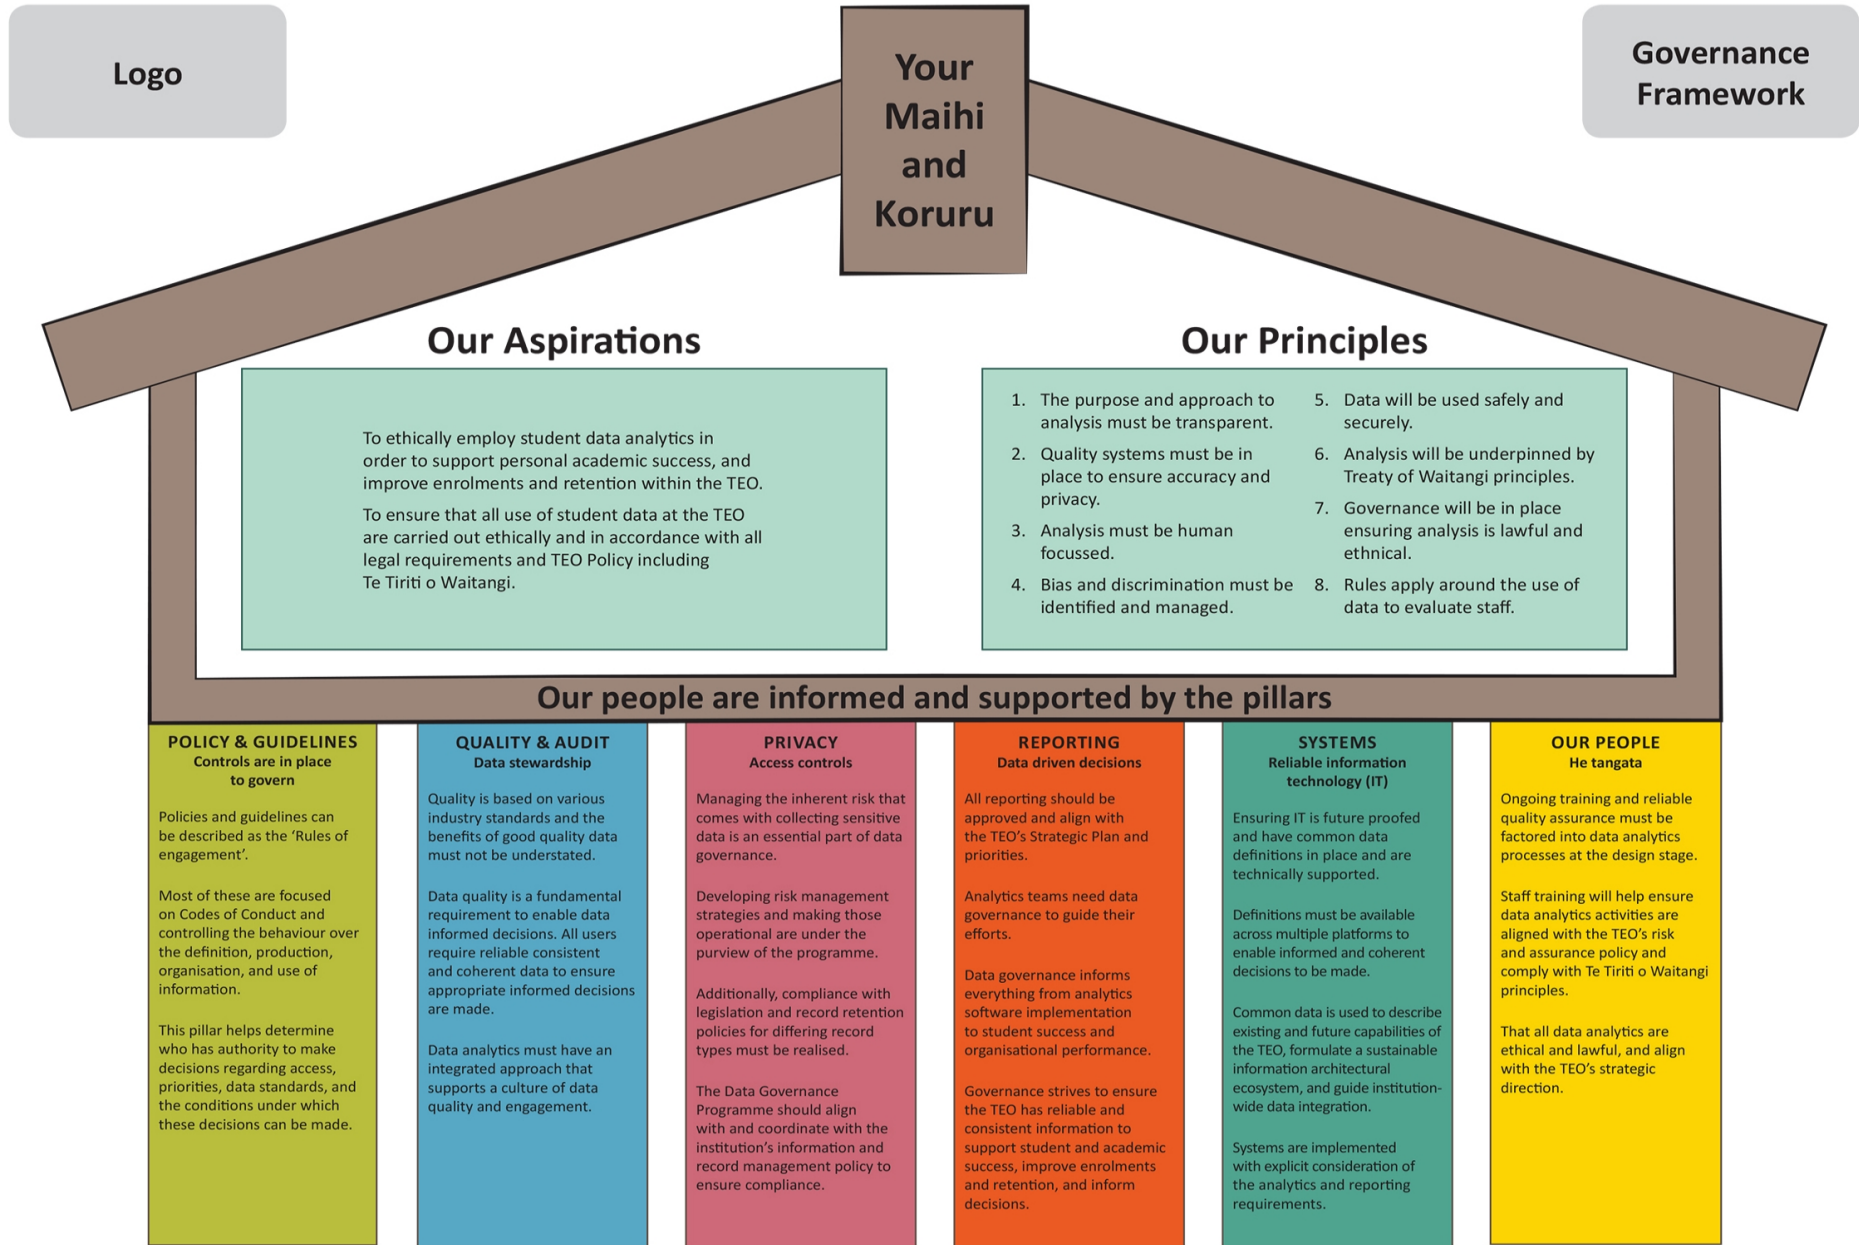 Logo
Your
Maihi
and
Koruru
Governance
Framework
Our Aspirations
To ethically employ student data analytics in
order to support personal academic success, and
improve enrolments and retention within the TEO.
To ensure that all use of student data at the TEO
are carried out ethically and in accordance with all
legal requirements and TEO Policy including
Te Tiriti o Waitangi.
Our Principles
1. The purpose and approach to
analysis must be transparent.
2. Quality systems must be in
place to ensure accuracy and
privacy.
3. Analysis must be human
focussed.
4. Bias and discrimination must be
identified and managed.
5. Data will be used safely and
securely.
6. Analysis will be underpinned by
Treaty of Waitangi principles.
7. Governance will be in place
ensuring analysis is lawful and
ethnical.
8. Rules apply around the use of
data to evaluate staff.
Our people are informed and supported by the pillars
POLICY & GUIDELINES
Controls are in place
to govern
Policies and guidelines can
be described as the ‘Rules of
engagement’.
Most of these are focused
on Codes of Conduct and
controlling the behaviour over
the definition, production,
organisation, and use of
information.
This pillar helps determine
who has authority to make
decisions regarding access,
priorities, data standards, and
the conditions under which
these decisions can be made.
QUALITY & AUDIT
Data stewardship
Quality is based on various
industry standards and the
benefits of good quality data
must not be understated.
Data quality is a fundamental
requirement to enable data
informed decisions. All users
require reliable consistent
and coherent data to ensure
appropriate informed decisions
are made.
Data analytics must have an
integrated approach that
supports a culture of data
quality and engagement.
PRIVACY
Access controls
Managing the inherent risk that
comes with collecting sensitive
data is an essential part of data
governance.
Developing risk management
strategies and making those
operational are under the
purview of the programme.
Additionally, compliance with
legislation and record retention
policies for differing record
types must be realised.
The Data Governance
Programme should align
with and coordinate with the
institution’s information and
record management policy to
ensure compliance.
REPORTING
Data driven decisions
All reporting should be
approved and align with
the TEO’s Strategic Plan and
priorities.
Analytics teams need data
governance to guide their
efforts.
Data governance informs
everything from analytics
software implementation
to student success and
organisational performance.
Governance strives to ensure
the TEO has reliable and
consistent information to
support student and academic
success, improve enrolments
and retention, and inform
decisions.
SYSTEMS
Reliable information
technology (IT)
Ensuring IT is future proofed
and have common data
definitions in place and are
technically supported.
Definitions must be available
across multiple platforms to
enable informed and coherent
decisions to be made.
Common data is used to describe
existing and future capabilities of
the TEO, formulate a sustainable
information architectural
ecosystem, and guide institution-
wide data integration.
Systems are implemented
with explicit consideration of
the analytics and reporting
requirements.
OUR PEOPLE
He tangata
Ongoing training and reliable
quality assurance must be
factored into data analytics
processes at the design stage.
Staff training will help ensure
data analytics activities are
aligned with the TEO’s risk
and assurance policy and
comply with Te Tiriti o Waitangi
principles.
That all data analytics are
ethical and lawful, and align
with the TEO’s strategic
direction.